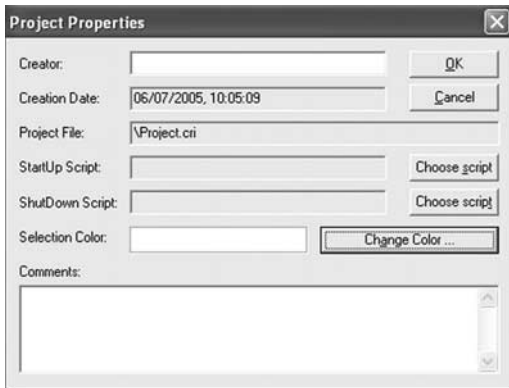 Project Properties
Creator:
OK
Creation Date:
06/07/2005, 10:05:09
Cancel
Project File:
\Project.cri
StartUp Script:
Choose script
ShutDown Script:
Choose script
Selection Color:
Change Color ...
Comments: